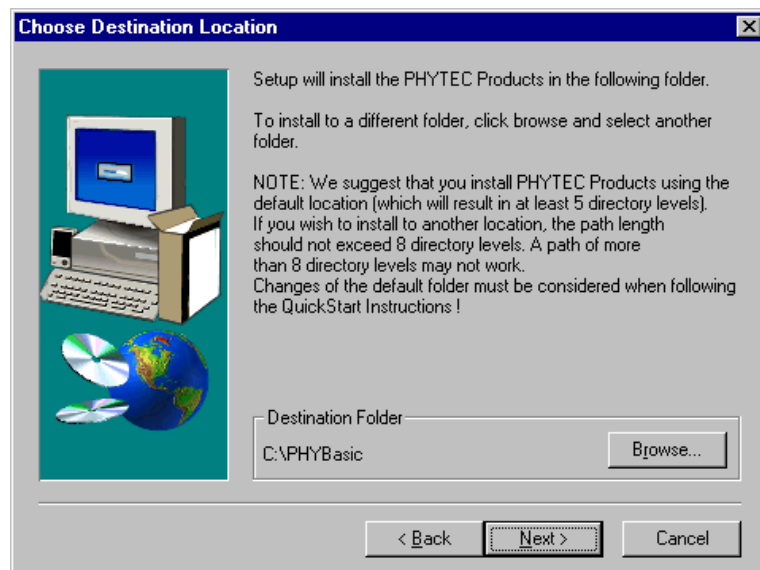 Choose Destination Location
Setup will install the PHYTEC Products in the following folder.
To install to a different folder, click browse and select another
folder.
NOTE: We suggest that you install PHYTEC Products using the
default location (which will result in at least 5 directory levels).
If you wish to install to another location, the path length
should not exceed 8 directory levels. A path of more
than 8 directory levels may not work.
Changes of the default folder must be considered when following
the QuickStart Instructions !
Destination Folder
C:\PHYBasic
Browse...
< Back
Next >
Cancel